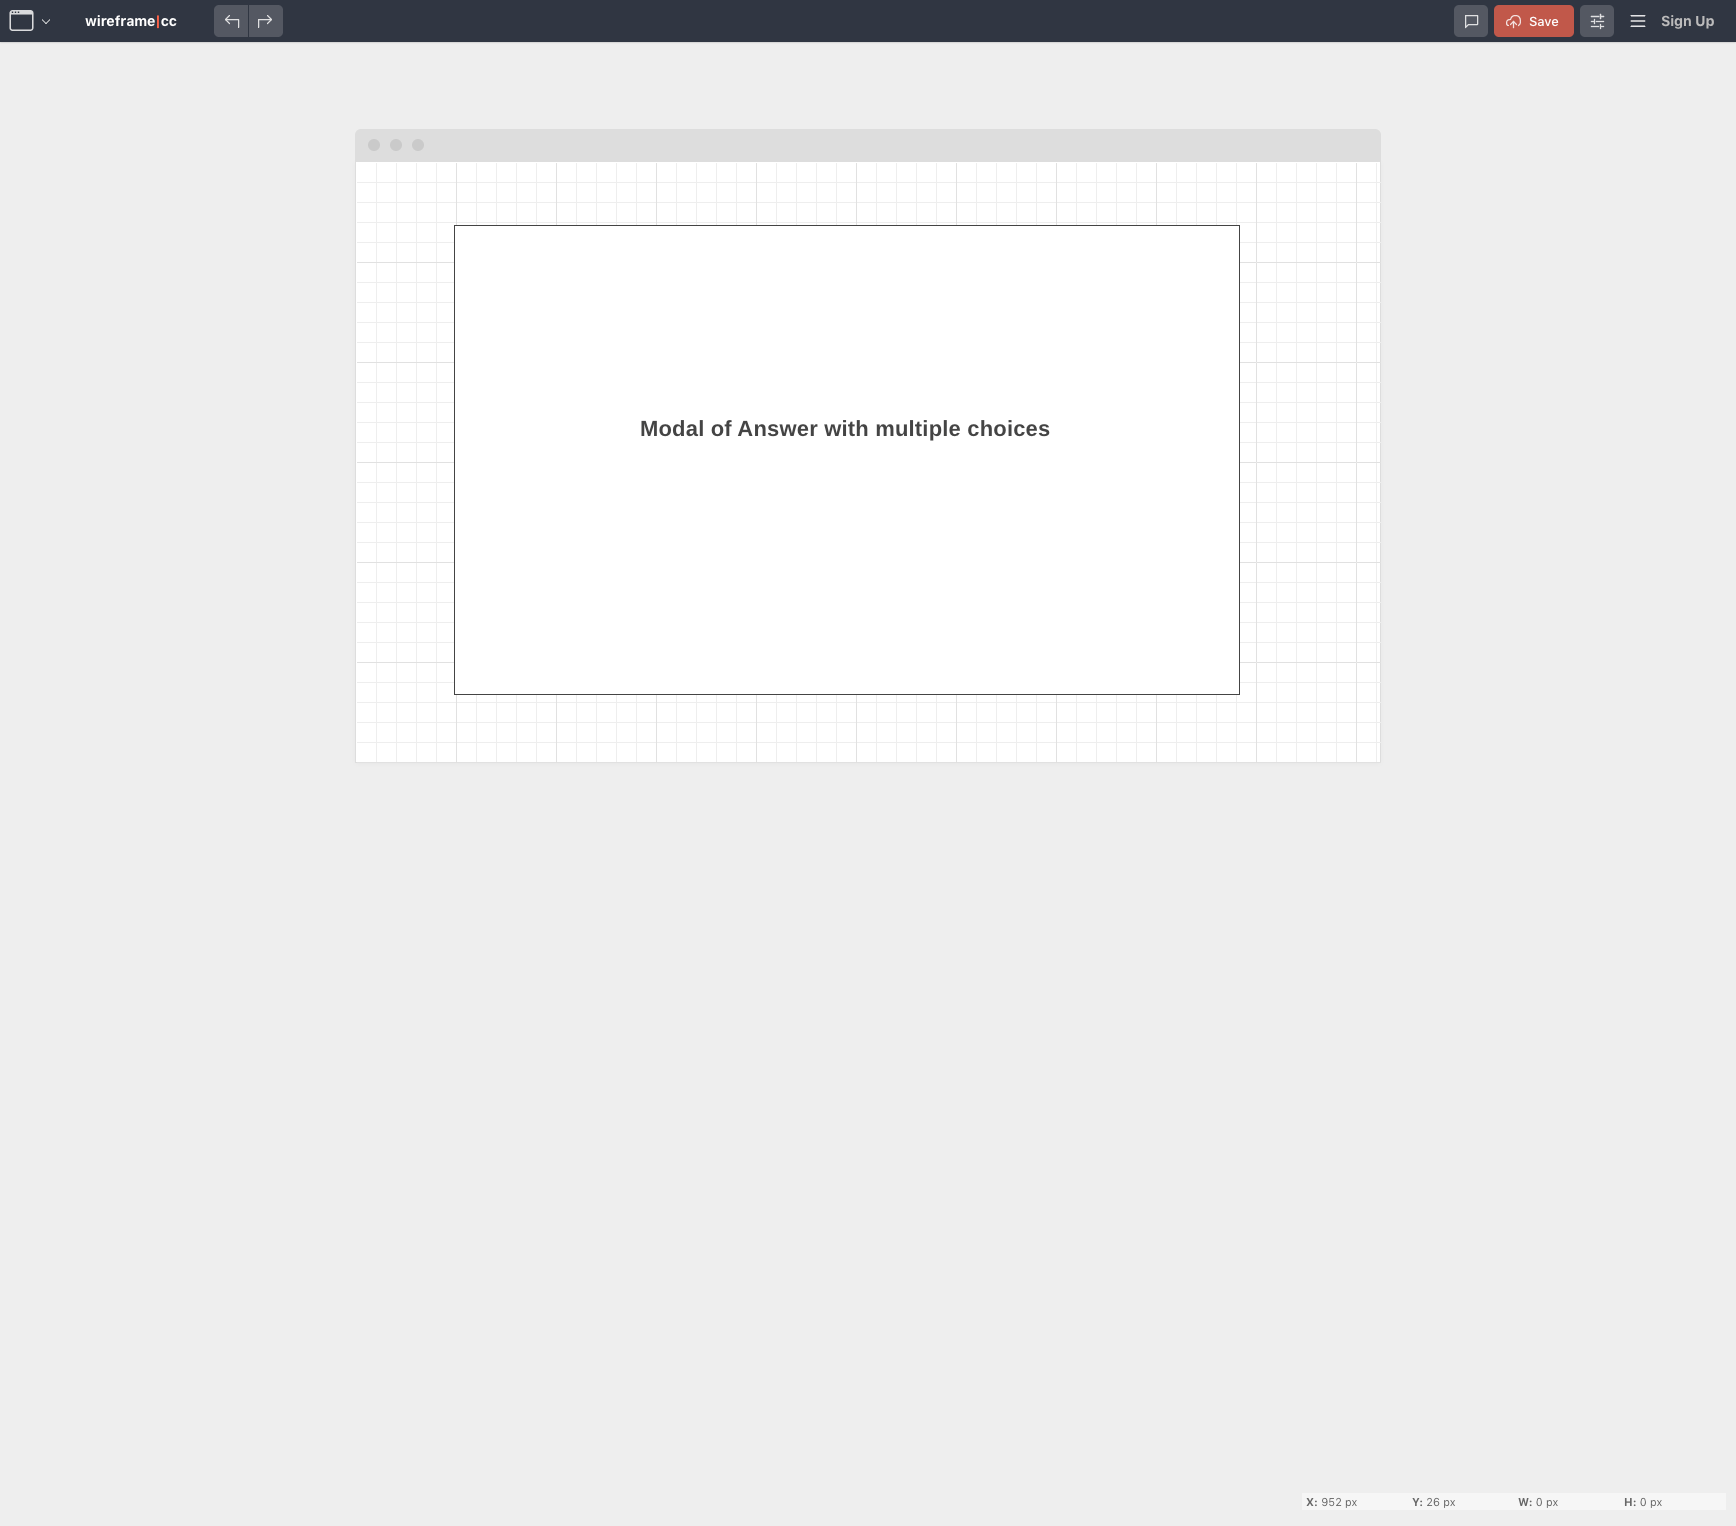 wireframe|cc
Save
Sign Up
Modal of Answer with multiple choices
X: 952 px Y: 26 px W: 0 px H: 0 px